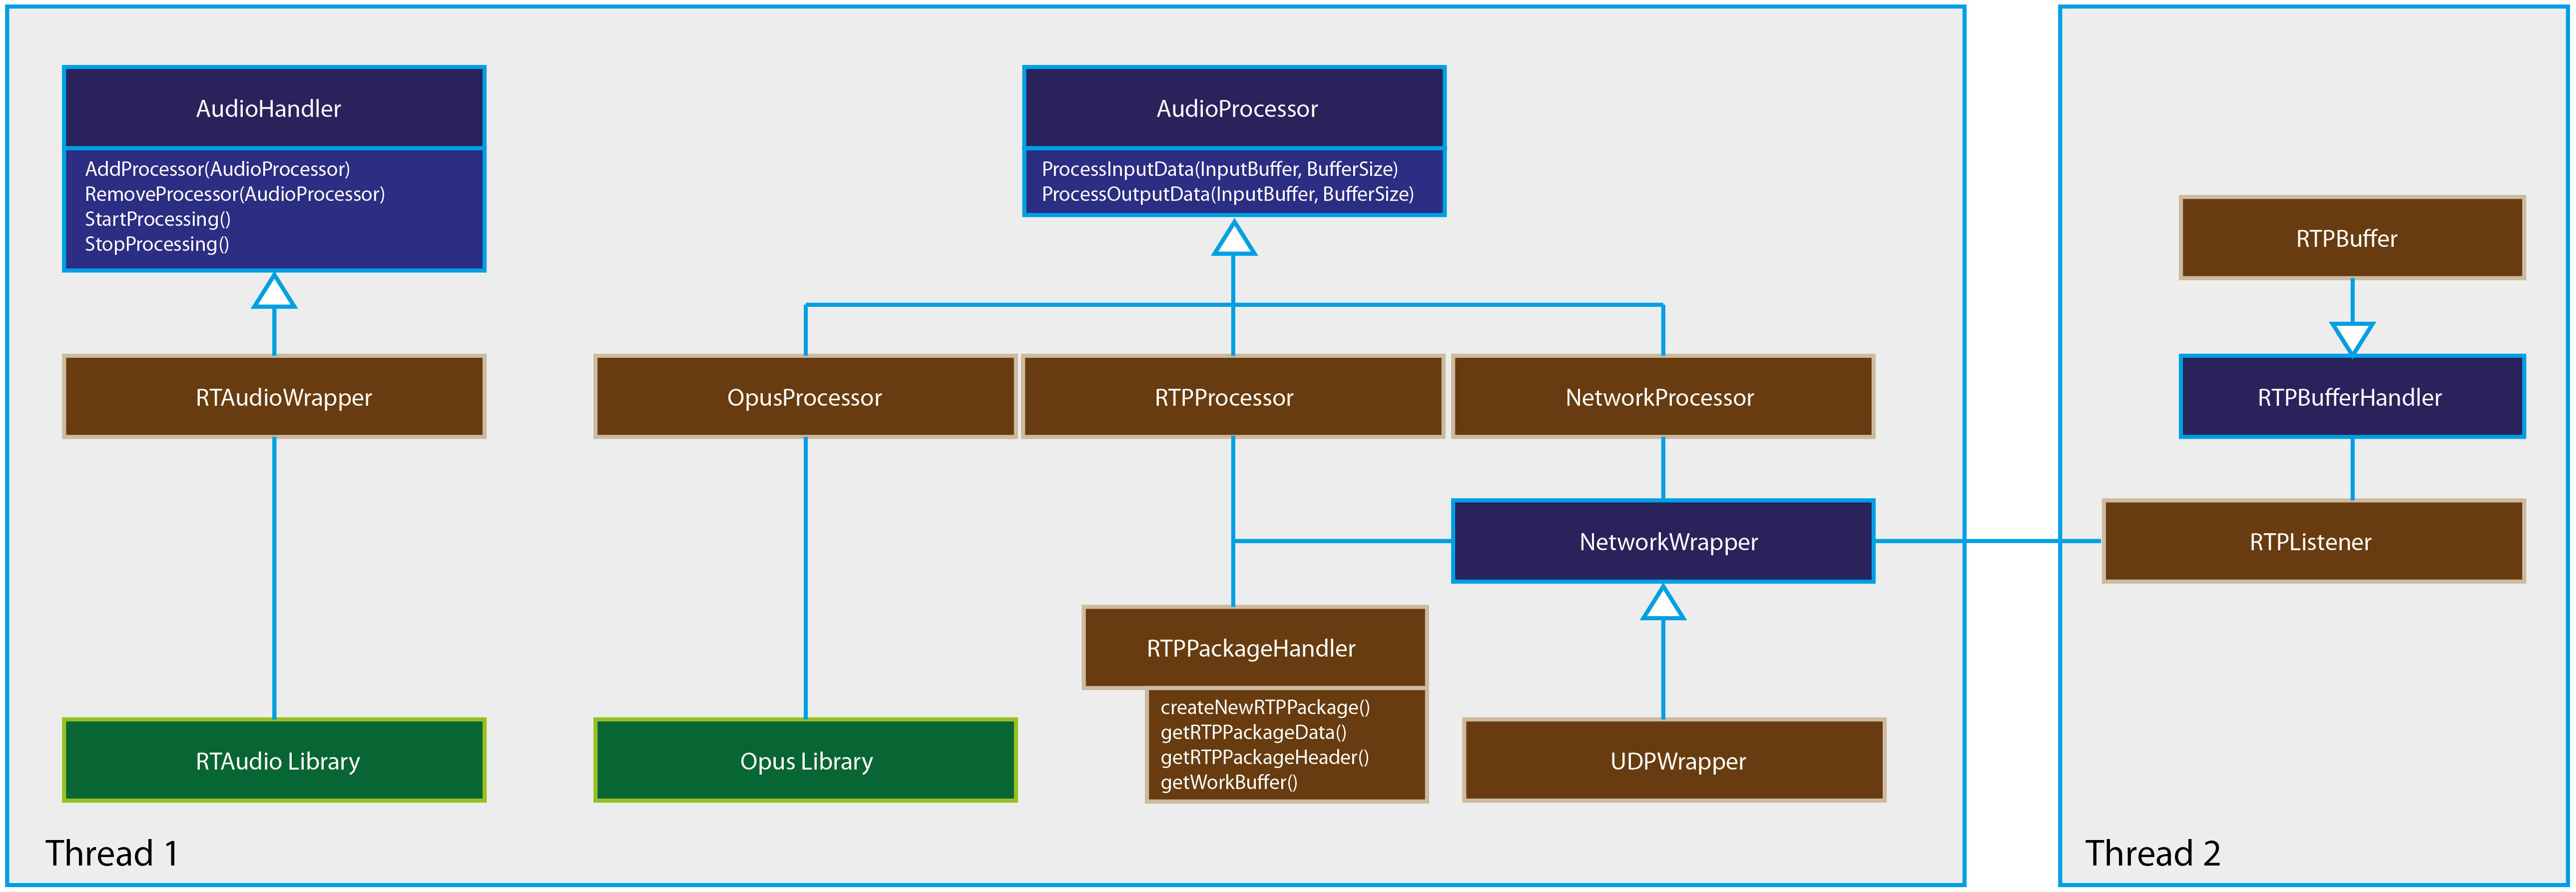 AudioHandler
AddProcessor(AudioProcessor)
RemoveProcessor(AudioProcessor)
StartProcessing()
StopProcessing()
AudioProcessor
ProcessInputData(InputBuffer, BufferSize)
ProcessOutputData(InputBuffer, BufferSize)
RTPBuffer
RTAudioWrapper
OpusProcessor
RTPProcessor
NetworkProcessor
RTPBufferHandler
NetworkWrapper
RTPListener
RTPPackageHandler
createNewRTPPackage()
getRTPPackageData()
getRTPPackageHeader()
getWorkBuffer()
RTAudio Library
Opus Library
UDPWrapper
Thread 1
Thread 2